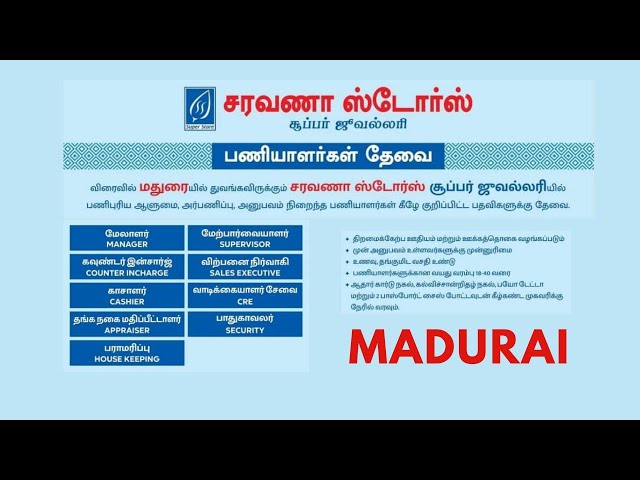 சரவணா ஸ்டோர்ஸ்
சூப்பர் ஜுவல்லரி
Super Store
பணியாளர்கள் தேவை
விரைவில் மதுரையில் துவங்கவிருக்கும் சரவணா ஸ்டோர்ஸ் சூப்பர் ஜுவல்லரியில்
பணிபுரிய ஆளுமை, அர்பணிப்பு, அனுபவம் நிறைந்த பணியாளர்கள் கீழே குறிப்பிட்ட பதவிகளுக்கு தேவை.
மேலாளர்
MANAGER
மேற்பார்வையாளர்
SUPERVISOR
கவுண்டர் இன்சார்ஜ்
COUNTER INCHARGE
விற்பனை நிர்வாகி
SALES EXECUTIVE
காசாளர்
CASHIER
வாடிக்கையாளர் சேவை
CRE
தங்க நகை மதிப்பீட்டாளர்
APPRAISER
பாதுகாவலர்
SECURITY
பராமரிப்பு
HOUSE KEEPING
திறமைக்கேற்ப ஊதியம் மற்றும் ஊக்கத்தொகை வழங்கப்படும்
முன் அனுபவம் உள்ளவர்களுக்கு முன்னுரிமை
உணவு, தங்குமிட வசதி உண்டு
பணியாளர்களுக்கான வயது வரம்பு 18-40 வரை
ஆதார் கார்டு நகல், கல்விச்சான்றிதழ் நகல், பயோ டேட்டா
மற்றும் 2 பாஸ்போர்ட் சைஸ் போட்டவுடன் கீழ்கண்ட முகவரிக்கு
நேரில் வரவும்.
MADURAI